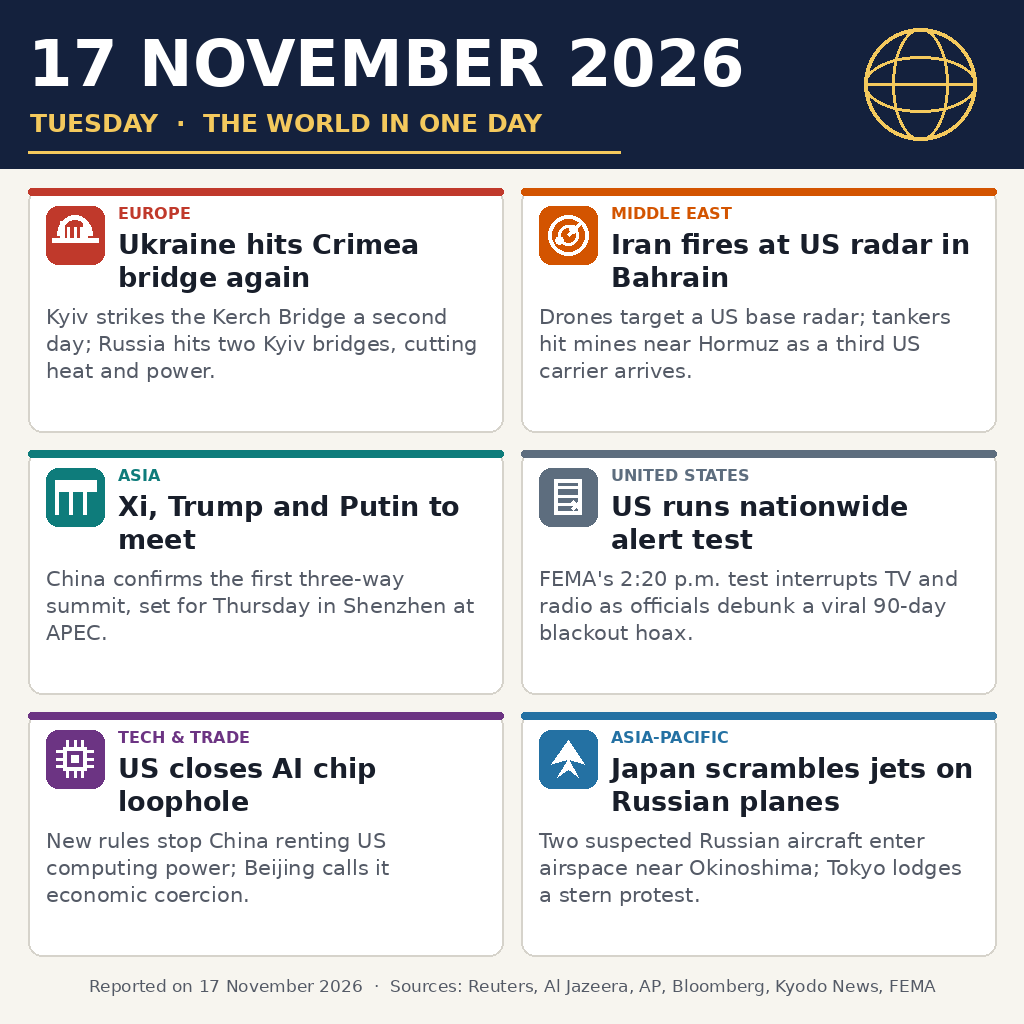 17 NOVEMBER 2026
TUESDAY · THE WORLD IN ONE DAY
EUROPE
Ukraine hits Crimea
bridge again
Kyiv strikes the Kerch Bridge a second
day; Russia hits two Kyiv bridges, cutting
heat and power.
MIDDLE EAST
Iran fires at US radar in
Bahrain
Drones target a US base radar; tankers
hit mines near Hormuz as a third US
carrier arrives.
ASIA
Xi, Trump and Putin to
meet
China confirms the first three-way
summit, set for Thursday in Shenzhen at
APEC.
UNITED STATES
US runs nationwide
alert test
FEMA's 2:20 p.m. test interrupts TV and
radio as officials debunk a viral 90-day
blackout hoax.
TECH & TRADE
US closes AI chip
loophole
New rules stop China renting US
computing power; Beijing calls it
economic coercion.
ASIA-PACIFIC
Japan scrambles jets on
Russian planes
Two suspected Russian aircraft enter
airspace near Okinoshima; Tokyo lodges
a stern protest.
Reported on 17 November 2026 · Sources: Reuters, Al Jazeera, AP, Bloomberg, Kyodo News, FEMA